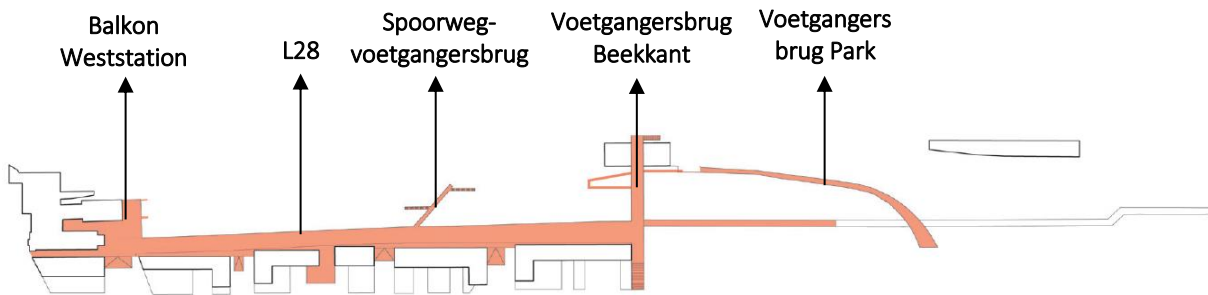 Balkon
Weststation
L28
Spoorweg-
voetgangersbrug
Voetgangersbrug
Beekkant
Voetgangers
brug Park